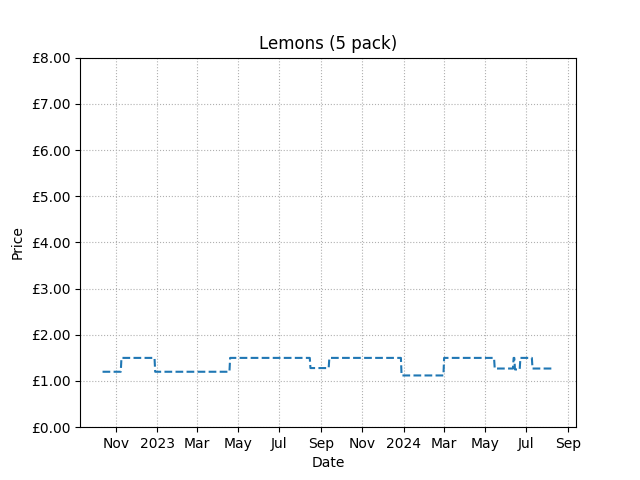 Lemons (5 pack)
£8.00
£7.00
£6.00
£5.00
£4.00
£3.00
£2.00
£1.00
£0.00
Price
Nov 2023 Mar May Jul Sep Nov 2024 Mar May Jul Sep
Date